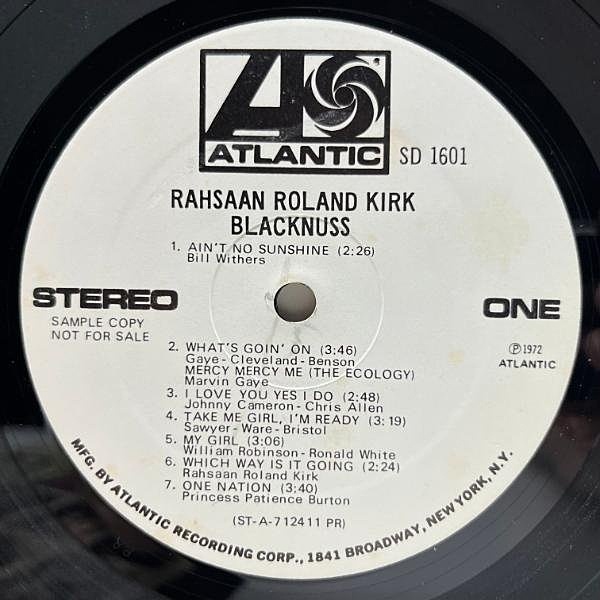 ATLANTIC
SD 1601
RAHSAAN ROLAND KIRK
BLACKNUSS
1. AIN'T NO SUNSHINE (2:26)
Bill Withers
STEREO
SAMPLE COPY
NOT FOR SALE
ONE
Ⓟ 1972
ATLANTIC
2. WHAT'S GOIN' ON (3:46)
Gaye-Cleveland-Benson
MERCY MERCY ME (THE ECOLOGY)
Marvin Gaye
3. I LOVE YOU YES I DO (2:48)
Johnny Cameron-Chris Allen
4. TAKE ME GIRL, I'M READY (3:19)
Sawyer-Ware-Bristol
5. MY GIRL (3:06)
William Robinson-Ronald White
6. WHICH WAY IS IT GOING (2:24)
Rahsaan Roland Kirk
7. ONE NATION (3:40)
Princess Patience Burton
(ST-A-712411 PR)
MFG. BY ATLANTIC RECORDING CORP., 1841 BROADWAY, NEW YORK, N.Y.